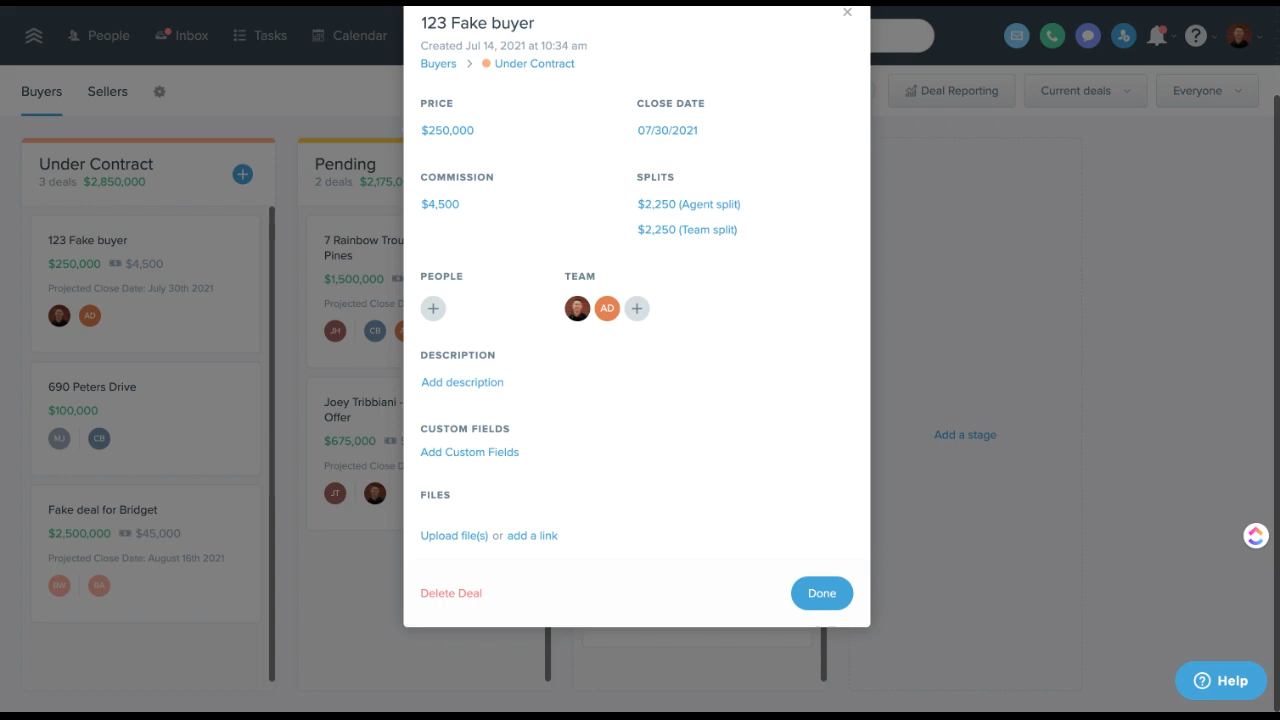 People
Inbox
Tasks
Calendar
Buyers
Sellers
Deal Reporting
Current deals
Everyone
Under Contract
3 deals $2,850,000
123 Fake buyer
$250,000 $4,500
Projected Close Date: July 30th 2021
AD
690 Peters Drive
$100,000
MJ CB
Fake deal for Bridget
$2,500,000 $45,000
Projected Close Date: August 16th 2021
BW BA
Pending
2 deals $2,175,0
7 Rainbow Trou
Pines
$1,500,000
Projected Close D
JH CB
Joey Tribbiani -
Offer
$675,000
Projected Close D
JT
123 Fake buyer
Created Jul 14, 2021 at 10:34 am
Buyers > Under Contract
PRICE
$250,000
CLOSE DATE
07/30/2021
COMMISSION
$4,500
SPLITS
$2,250 (Agent split)
$2,250 (Team split)
PEOPLE
TEAM
AD
DESCRIPTION
Add description
CUSTOM FIELDS
Add Custom Fields
FILES
Upload file(s) or add a link
Delete Deal
Done
Add a stage
Help